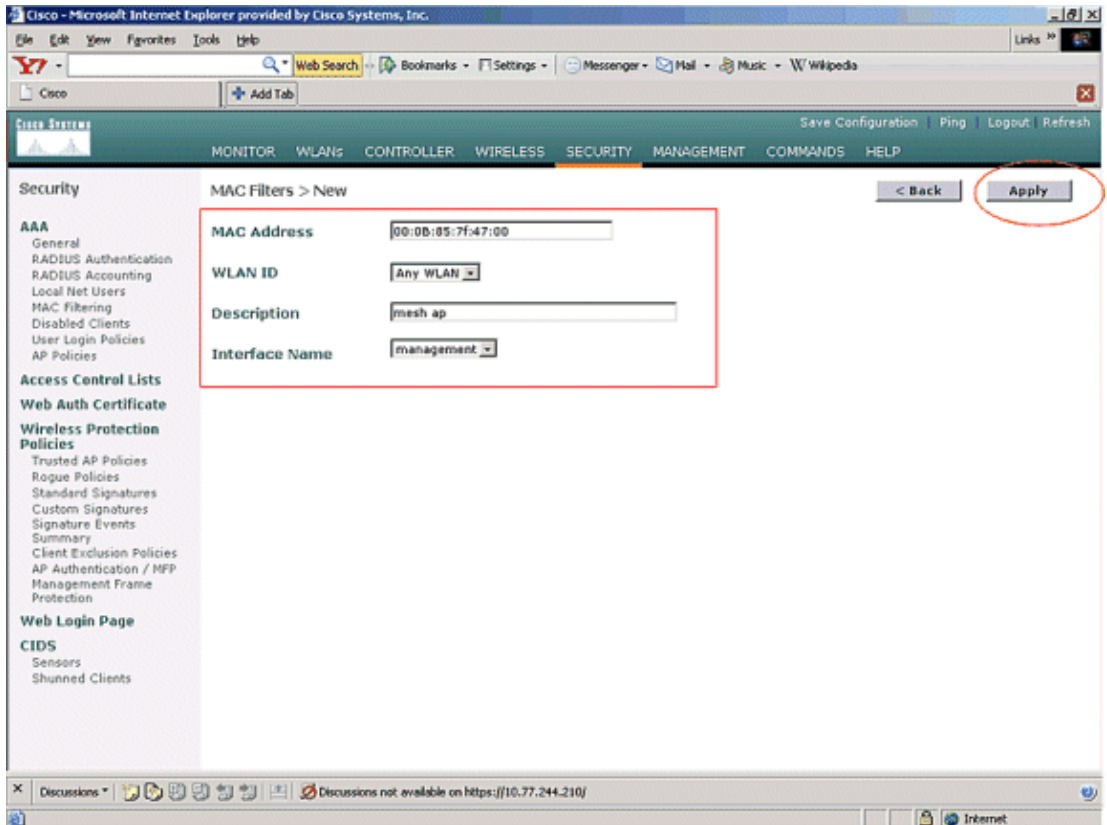 Cisco - Microsoft Internet Explorer provided by Cisco Systems, Inc.
File Edit View Favorites Tools Help Links »
Y7 - Web Search Bookmarks Settings Messenger Mail Music Wikipedia
Cisco Add Tab
CISCO SYSTEMS
Save Configuration | Ping | Logout | Refresh
MONITOR WLANs CONTROLLER WIRELESS SECURITY MANAGEMENT COMMANDS HELP
Security
AAA
General
RADIUS Authentication
RADIUS Accounting
Local Net Users
MAC Filtering
Disabled Clients
User Login Policies
AP Policies
Access Control Lists
Web Auth Certificate
Wireless Protection
Policies
Trusted AP Policies
Rogue Policies
Standard Signatures
Custom Signatures
Signature Events
Summary
Client Exclusion Policies
AP Authentication / MFP
Management Frame
Protection
Web Login Page
CIDS
Sensors
Shunned Clients
MAC Filters > New
< Back Apply
MAC Address 00:0B:85:7f:47:00
WLAN ID Any WLAN
Description mesh ap
Interface Name management
Discussions Discussions not available on https://10.77.244.210/
Internet